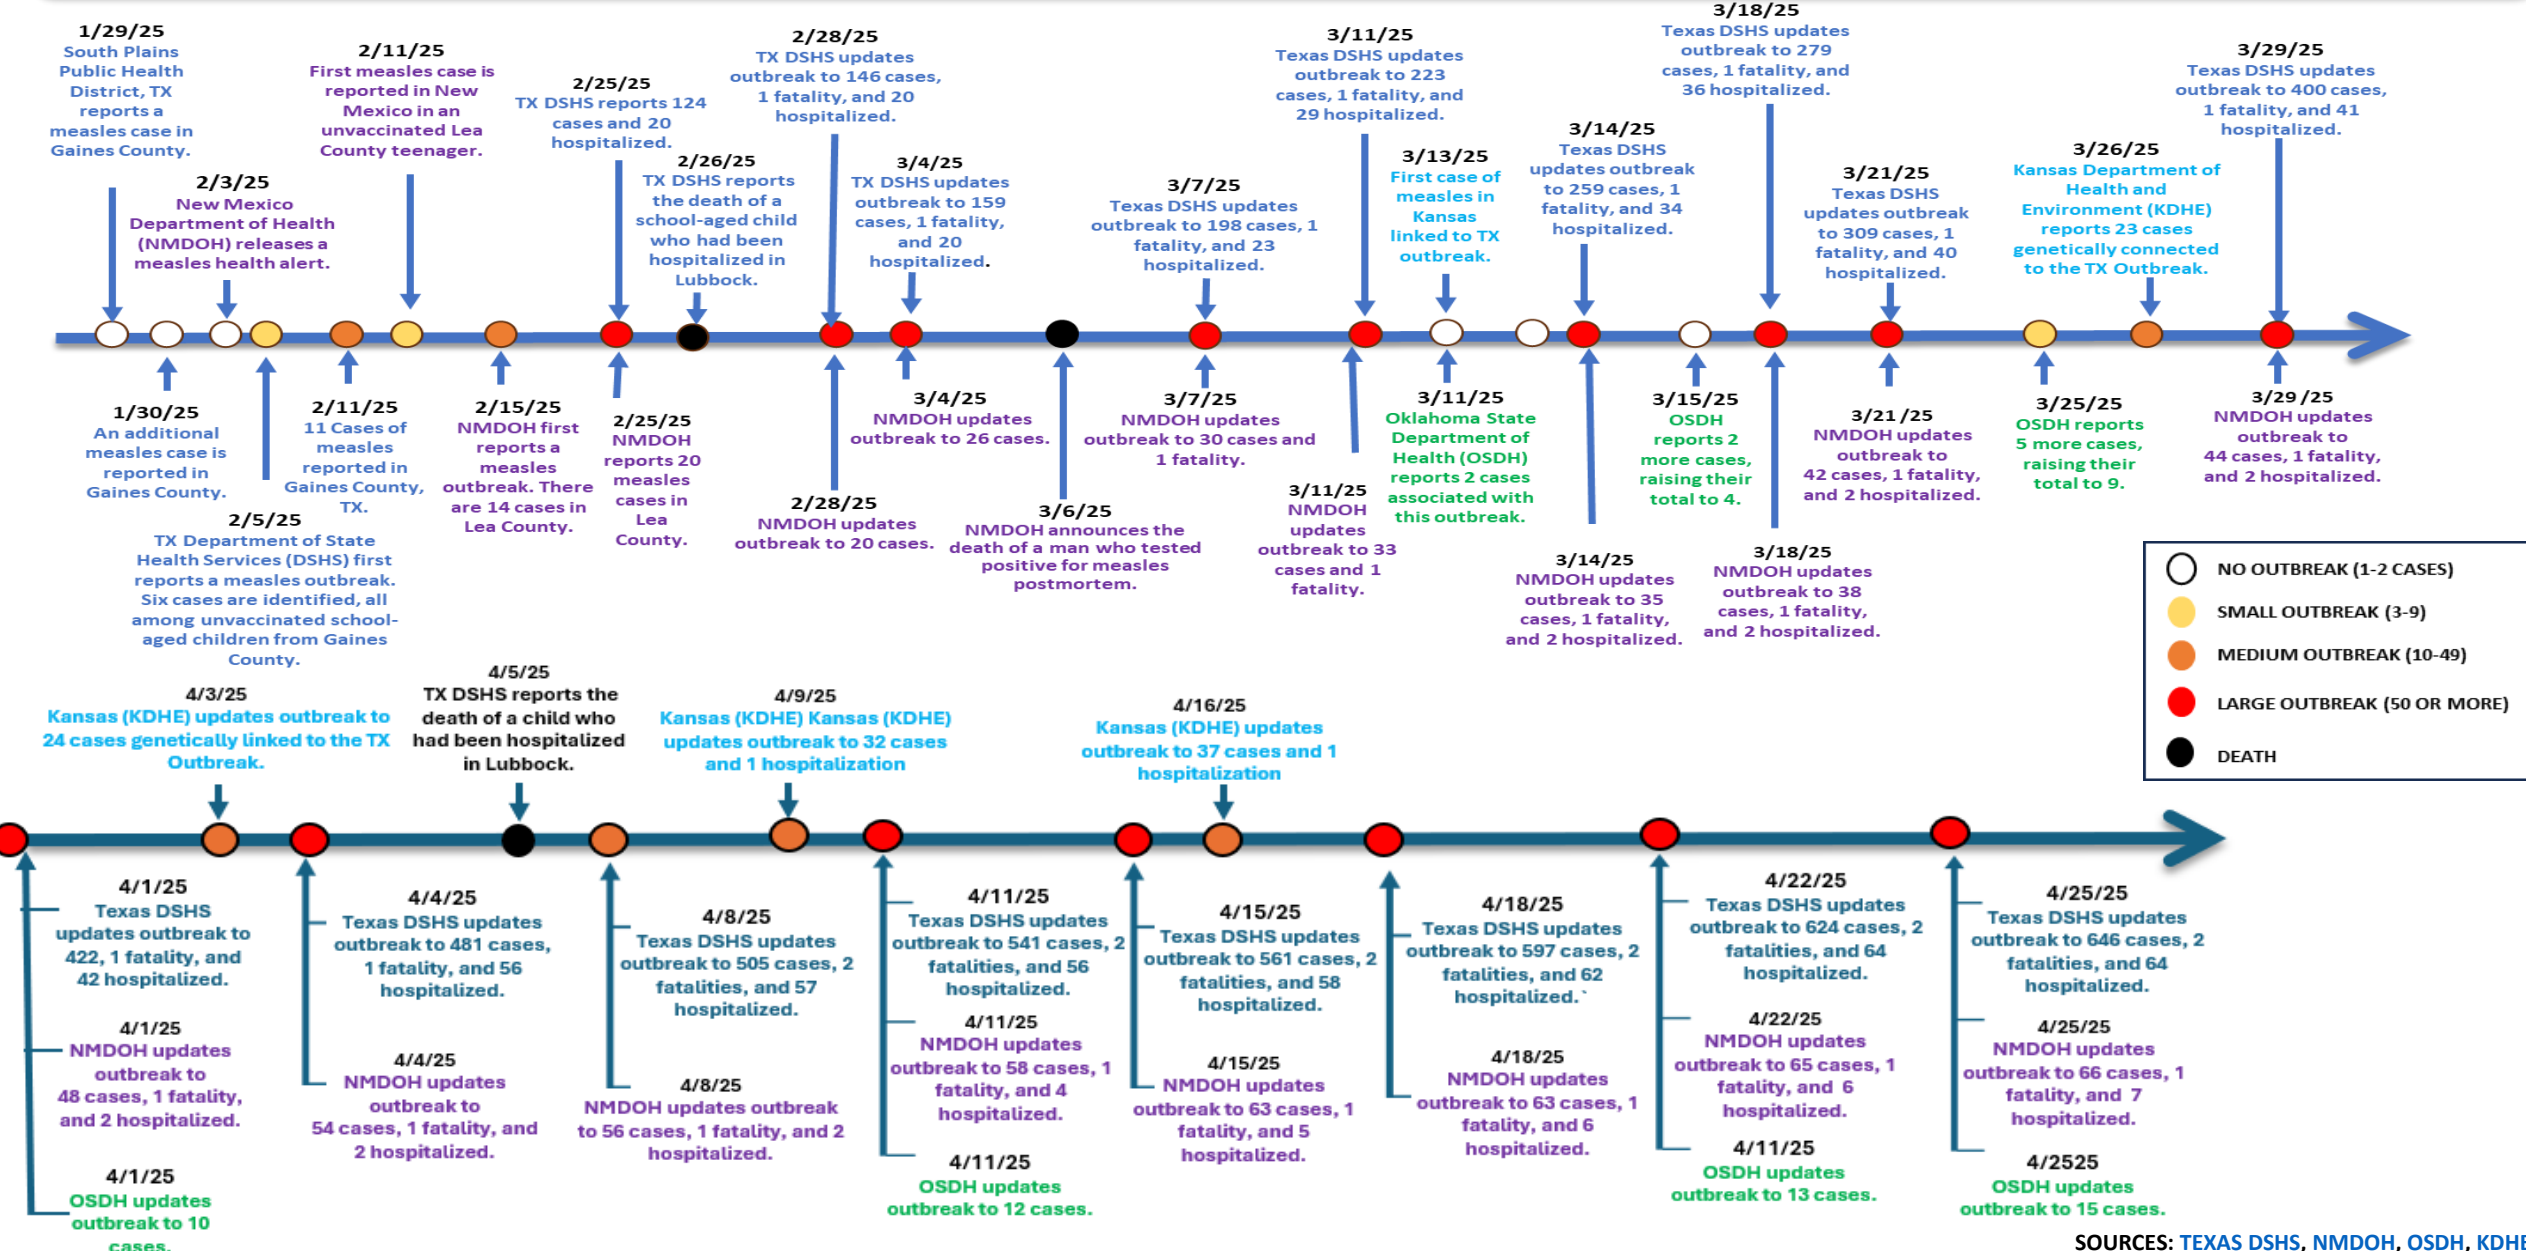 1/29/25
South Plains
Public Health
District, TX
reports a
measles case in
Gaines County.
2/3/25
New Mexico
Department of Health
(NMDOH) releases a
measles health alert.
2/11/25
First measles case is
reported in New
Mexico in an
unvaccinated Lea
County teenager.
2/25/25
TX DSHS reports 124
cases and 20
hospitalized.
2/26/25
TX DSHS reports
the death of a
school-aged child
who had been
hospitalized in
Lubbock.
2/28/25
TX DSHS updates
outbreak to 146 cases,
1 fatality, and 20
hospitalized.
3/4/25
TX DSHS updates
outbreak to 159
cases, 1 fatality,
and 20
hospitalized.
3/7/25
Texas DSHS updates
outbreak to 198 cases, 1
fatality, and 23
hospitalized.
3/11/25
Texas DSHS updates
outbreak to 223
cases, 1 fatality, and
29 hospitalized.
3/13/25
First case of
measles in
Kansas
linked to TX
outbreak.
3/14/25
Texas DSHS
updates outbreak
to 259 cases, 1
fatality, and 34
hospitalized.
3/18/25
Texas DSHS updates
outbreak to 279
cases, 1 fatality, and
36 hospitalized.
3/21/25
Texas DSHS
updates outbreak
to 309 cases, 1
fatality, and 40
hospitalized.
3/26/25
Kansas Department of
Health and
Environment (KDHE)
reports 23 cases
genetically connected
to the TX Outbreak.
3/29/25
Texas DSHS updates
outbreak to 400 cases,
1 fatality, and 41
hospitalized.
1/30/25
An additional
measles case is
reported in
Gaines County.
2/5/25
TX Department of State
Health Services (DSHS) first
reports a measles outbreak.
Six cases are identified, all
among unvaccinated school-
aged children from Gaines
County.
2/11/25
11 Cases of
measles
reported in
Gaines County,
TX.
2/15/25
NMDOH first
reports a
measles
outbreak. There
are 14 cases in
Lea County.
2/25/25
NMDOH
reports 20
measles
cases in
Lea
County.
2/28/25
NMDOH updates
outbreak to 20 cases.
3/4/25
NMDOH updates
outbreak to 26 cases.
3/6/25
NMDOH announces the
death of a man who tested
positive for measles
postmortem.
3/7/25
NMDOH updates
outbreak to 30 cases and
1 fatality.
3/11/25
NMDOH
updates
outbreak to 33
cases and 1
fatality.
3/11/25
Oklahoma State
Department of
Health (OSDH)
reports 2 cases
associated with
this outbreak.
3/14/25
NMDOH updates
outbreak to 35
cases, 1 fatality,
and 2 hospitalized.
3/15/25
OSDH
reports 2
more cases,
raising their
total to 4.
3/18/25
NMDOH updates
outbreak to 38
cases, 1 fatality,
and 2 hospitalized.
3/21/25
NMDOH updates
outbreak to
42 cases, 1 fatality,
and 2 hospitalized.
3/25/25
OSDH reports
5 more cases,
raising their
total to 9.
3/29/25
NMDOH updates
outbreak to
44 cases, 1 fatality,
and 2 hospitalized.
NO OUTBREAK (1-2 CASES)
SMALL OUTBREAK (3-9)
MEDIUM OUTBREAK (10-49)
LARGE OUTBREAK (50 OR MORE)
DEATH
4/3/25
Kansas (KDHE) updates outbreak to
24 cases genetically linked to the TX
Outbreak.
4/5/25
TX DSHS reports the
death of a child who
had been hospitalized
in Lubbock.
4/9/25
Kansas (KDHE) Kansas (KDHE)
updates outbreak to 32 cases
and 1 hospitalization
4/16/25
Kansas (KDHE) updates
outbreak to 37 cases and 1
hospitalization
4/1/25
Texas DSHS
updates outbreak to
422, 1 fatality, and
42 hospitalized.
4/1/25
NMDOH updates
outbreak to
48 cases, 1 fatality,
and 2 hospitalized.
4/1/25
OSDH updates
outbreak to 10
cases.
4/4/25
Texas DSHS updates
outbreak to 481 cases,
1 fatality, and 56
hospitalized.
4/4/25
NMDOH updates
outbreak to
54 cases, 1 fatality, and
2 hospitalized.
4/8/25
Texas DSHS updates
outbreak to 505 cases, 2
fatalities, and 57
hospitalized.
4/8/25
NMDOH updates outbreak
to 56 cases, 1 fatality, and 2
hospitalized.
4/11/25
Texas DSHS updates
outbreak to 541 cases, 2
fatalities, and 56
hospitalized.
4/11/25
NMDOH updates
outbreak to 58 cases, 1
fatality, and 4
hospitalized.
4/11/25
OSDH updates
outbreak to 12 cases.
4/15/25
Texas DSHS updates
outbreak to 561 cases, 2
fatalities, and 58
hospitalized.
4/15/25
NMDOH updates
outbreak to 63 cases, 1
fatality, and 5
hospitalized.
4/18/25
Texas DSHS updates
outbreak to 597 cases, 2
fatalities, and 62
hospitalized.`
4/18/25
NMDOH updates
outbreak to 63 cases, 1
fatality, and 6
hospitalized.
4/22/25
Texas DSHS updates
outbreak to 624 cases, 2
fatalities, and 64
hospitalized.
4/22/25
NMDOH updates
outbreak to 65 cases, 1
fatality, and 6
hospitalized.
4/11/25
OSDH updates
outbreak to 13 cases.
4/25/25
Texas DSHS updates
outbreak to 646 cases, 2
fatalities, and 64
hospitalized.
4/25/25
NMDOH updates
outbreak to 66 cases, 1
fatality, and 7
hospitalized.
4/2525
OSDH updates
outbreak to 15 cases.
SOURCES: TEXAS DSHS, NMDOH, OSDH, KDHE